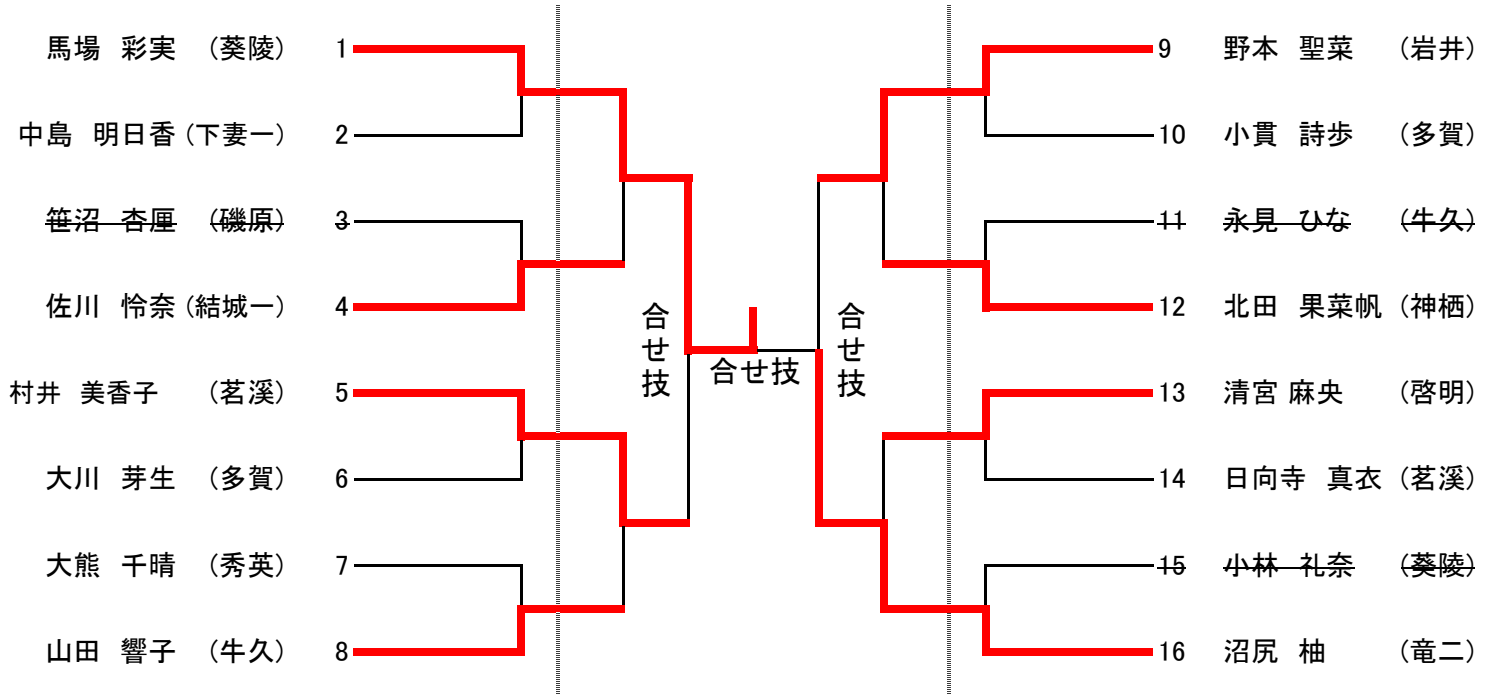 馬場 彩実 (葵陵) 1
中島 明日香 (下妻一) 2
笹沼 杏厘 (磯原) 3
佐川 怜奈 (結城一) 4
村井 美香子 (茗溪) 5
大川 芽生 (多賀) 6
大熊 千晴 (秀英) 7
山田 響子 (牛久) 8
合せ技
合せ技
合せ技
9 野本 聖菜 (岩井)
10 小貫 詩歩 (多賀)
11 永見 ひな (牛久)
12 北田 果菜帆 (神栖)
13 清宮 麻央 (啓明)
14 日向寺 真衣 (茗溪)
15 小林 礼奈 (葵陵)
16 沼尻 柚 (竜二)